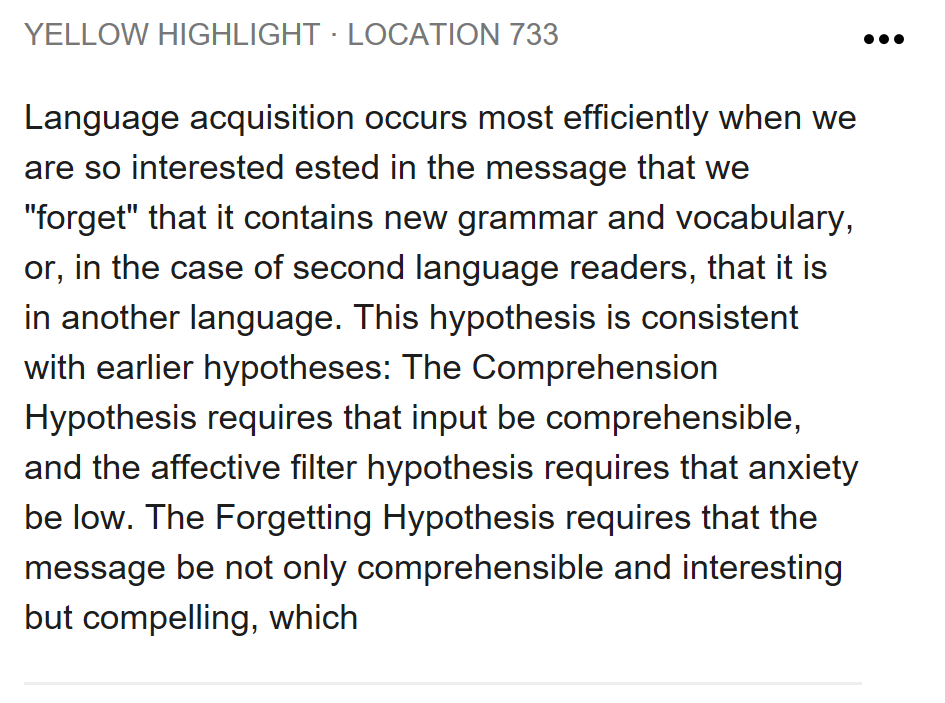 YELLOW HIGHLIGHT · LOCATION 733
Language acquisition occurs most efficiently when we
are so interested ested in the message that we
"forget" that it contains new grammar and vocabulary,
or, in the case of second language readers, that it is
in another language. This hypothesis is consistent
with earlier hypotheses: The Comprehension
Hypothesis requires that input be comprehensible,
and the affective filter hypothesis requires that anxiety
be low. The Forgetting Hypothesis requires that the
message be not only comprehensible and interesting
but compelling, which